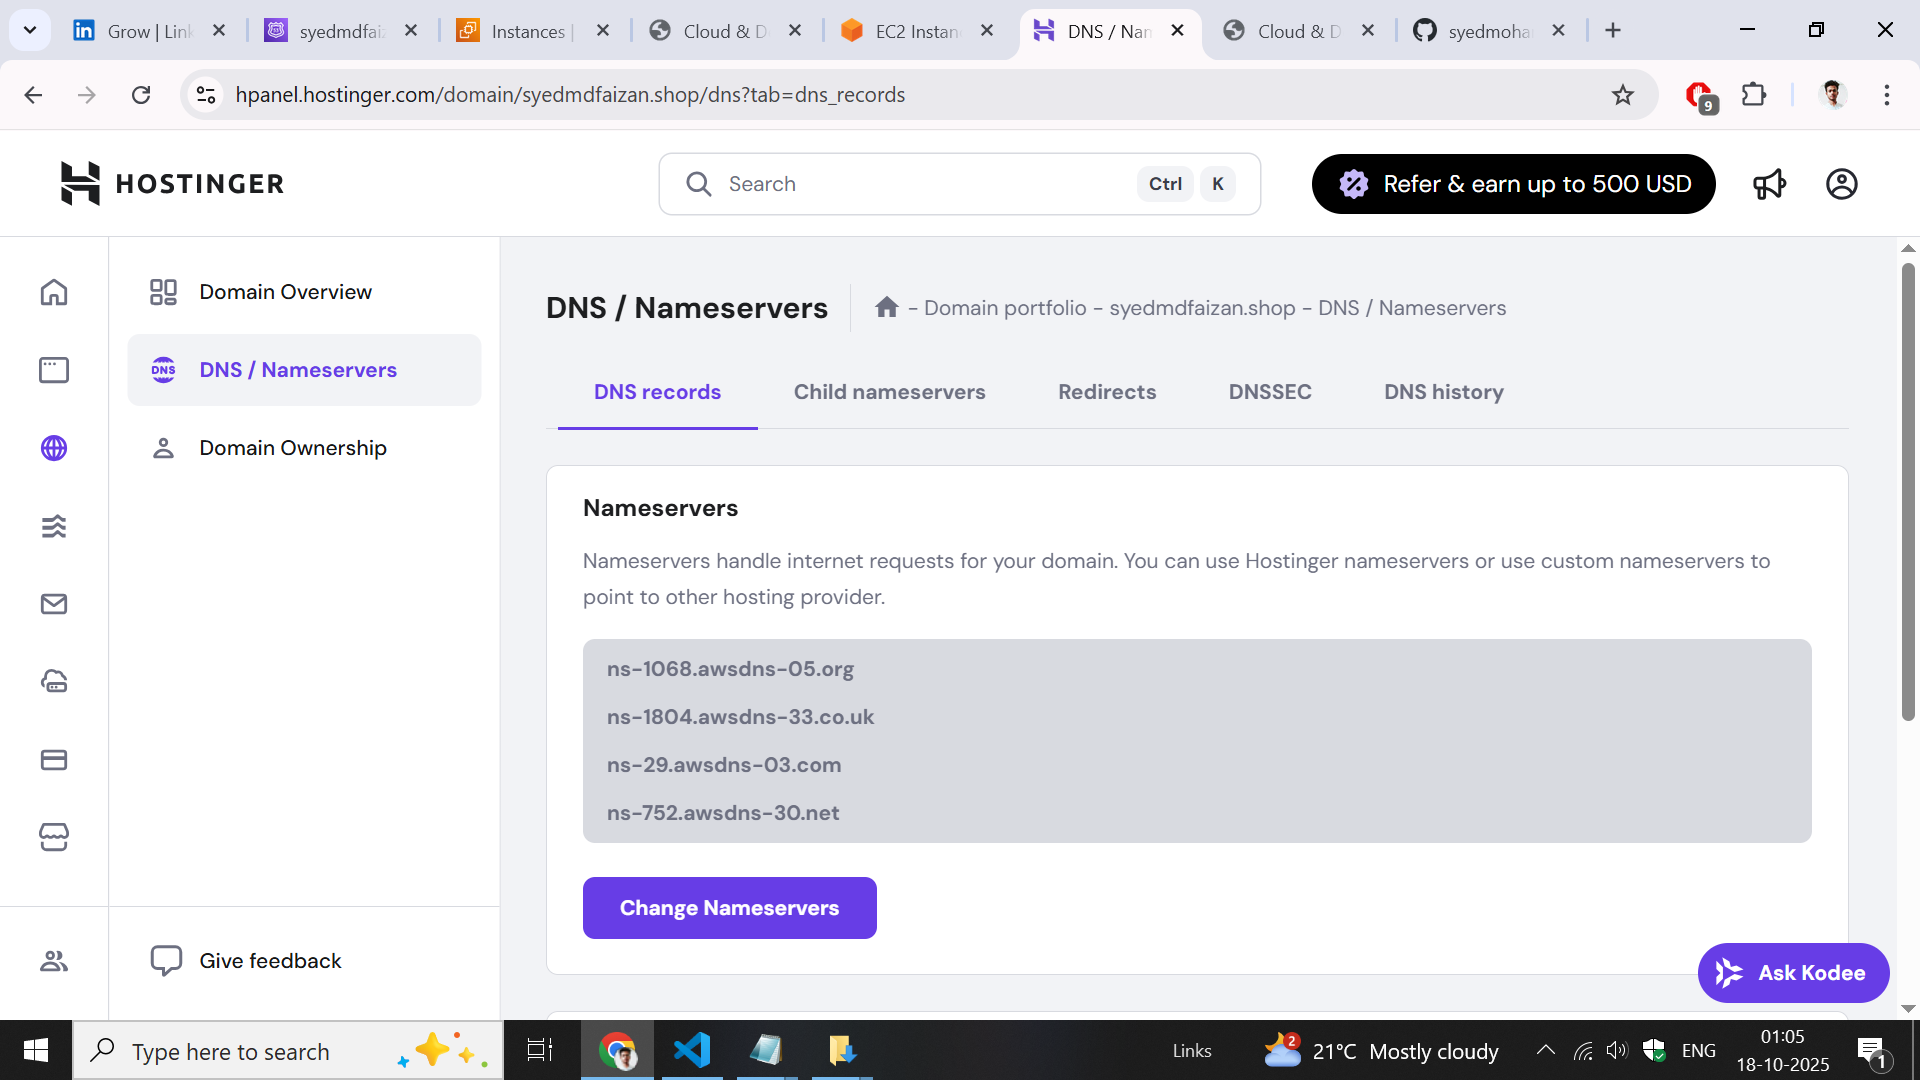 Grow | Link
syedmdfaiz
Instances |
Cloud & D
EC2 Instan
DNS / Nam
Cloud & D
syedmoha
hpanel.hostinger.com/domain/syedmdfaizan.shop/dns?tab=dns_records
9
HOSTINGER
Search
Ctrl K
Refer & earn up to 500 USD
Domain Overview
DNS
DNS / Nameservers
Domain Ownership
Give feedback
DNS / Nameservers
- Domain portfolio - syedmdfaizan.shop - DNS / Nameservers
DNS records
Child nameservers
Redirects
DNSSEC
DNS history
Nameservers
Nameservers handle internet requests for your domain. You can use Hostinger nameservers or use custom nameservers to
point to other hosting provider.
ns-1068.awsdns-05.org
ns-1804.awsdns-33.co.uk
ns-29.awsdns-03.com
ns-752.awsdns-30.net
Change Nameservers
Ask Kodee
Type here to search
Links
2
21°C Mostly cloudy
ENG
01:05
18-10-2025
1